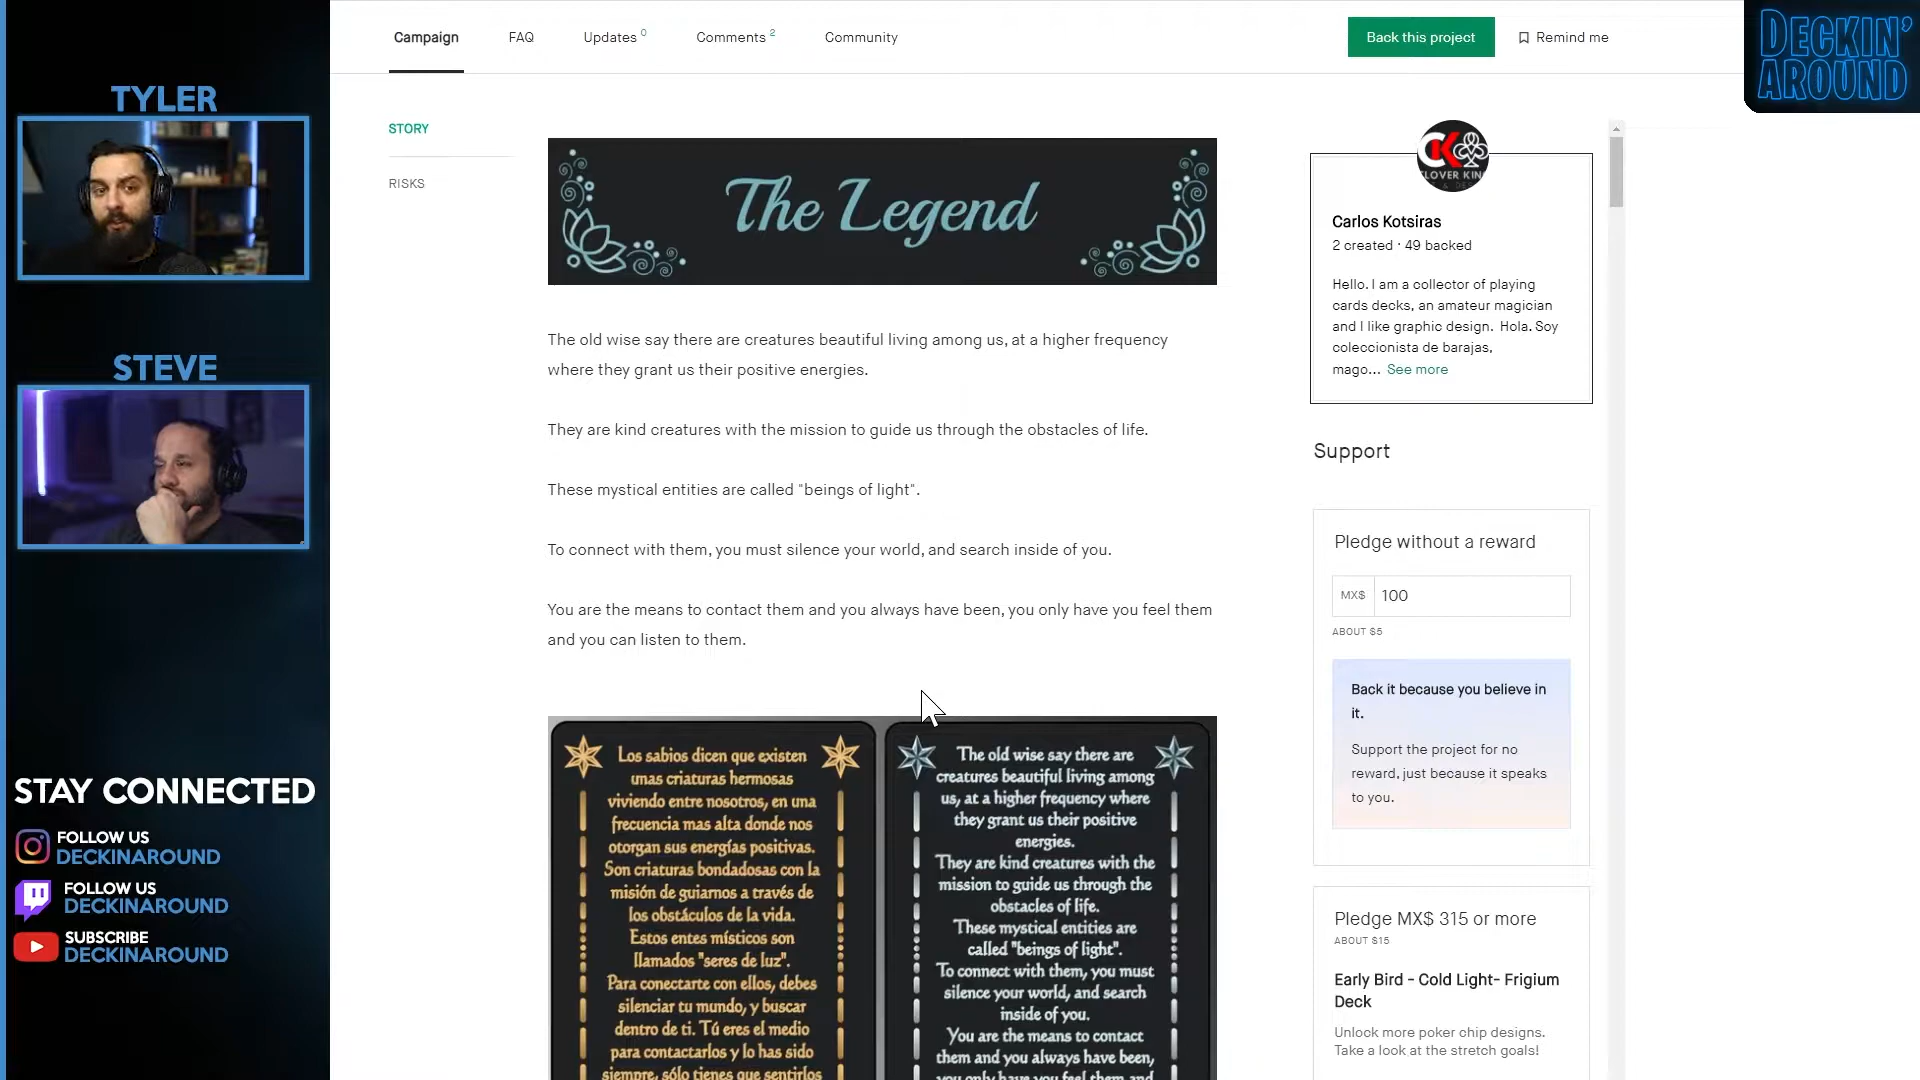 Campaign
FAQ
Updates 0
Comments 2
Community
Back this project
Remind me
DECKIN'
AROUND
TYLER
STEVE
STAY CONNECTED
FOLLOW US
DECKINAROUND
FOLLOW US
DECKINAROUND
SUBSCRIBE
DECKINAROUND
STORY
RISKS
The Legend
The old wise say there are creatures beautiful living among us, at a higher frequency
where they grant us their positive energies.
They are kind creatures with the mission to guide us through the obstacles of life.
These mystical entities are called "beings of light".
To connect with them, you must silence your world, and search inside of you.
You are the means to contact them and you always have been, you only have you feel them
and you can listen to them.
Los sabios dicen que existen
unas criaturas hermosas
viviendo entre nosotros, en una
frecuencia mas alta donde nos
otorgan sus energías positivas.
Son criaturas bondadosas con la
misión de guiarnos a través de
los obstáculos de la vida.
Estos entes místicos son
llamados "seres de luz".
Para conectarte con ellos, debes
silenciar tu mundo, y buscar
dentro de ti. Tú eres el medio
para contactarlos y lo has sido
siempre, sólo tienes que sentirlos
The old wise say there are
creatures beautiful living among
us, at a higher frequency where
they grant us their positive
energies.
They are kind creatures with the
mission to guide us through the
obstacles of life.
These mystical entities are
called "beings of light".
To connect with them, you must
silence your world, and search
inside of you.
You are the means to contact
them and you always have been,
you only have you feel them and
CK
CLOVER KING
Carlos Kotsiras
2 created · 49 backed
Hello. I am a collector of playing
cards decks, an amateur magician
and I like graphic design. Hola. Soy
coleccionista de barajas,
mago... See more
Support
Pledge without a reward
MX$ 100
ABOUT $5
Back it because you believe in
it.
Support the project for no
reward, just because it speaks
to you.
Pledge MX$ 315 or more
ABOUT $15
Early Bird - Cold Light- Frigium
Deck
Unlock more poker chip designs.
Take a look at the stretch goals!